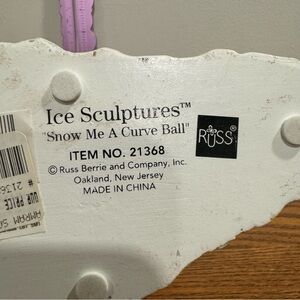 Ice Sculptures™
"Snow Me A Curve Ball"
ITEM NO. 21368
© Russ Berrie and Company, Inc.
Oakland, New Jersey
MADE IN CHINA
RUSS®
# 2136
OUR PRICE